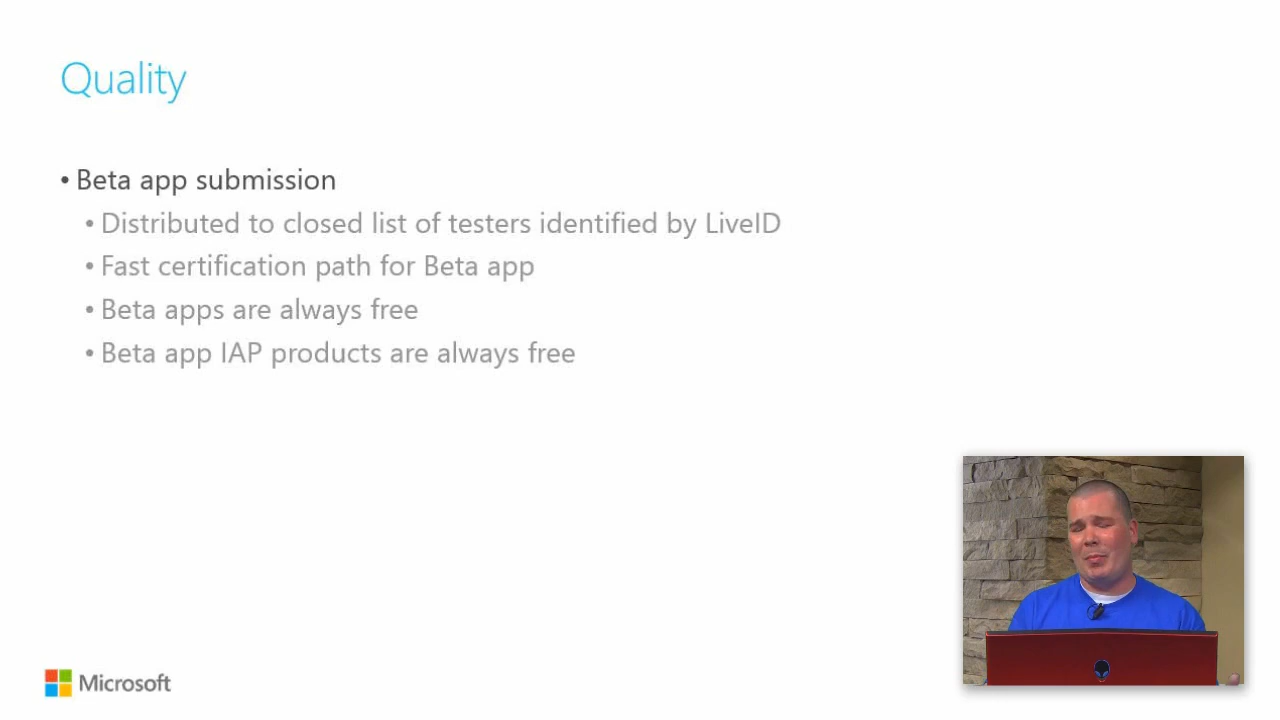 Quality
• Beta app submission
• Distributed to closed list of testers identified by LiveID
• Fast certification path for Beta app
• Beta apps are always free
• Beta app IAP products are always free
Microsoft